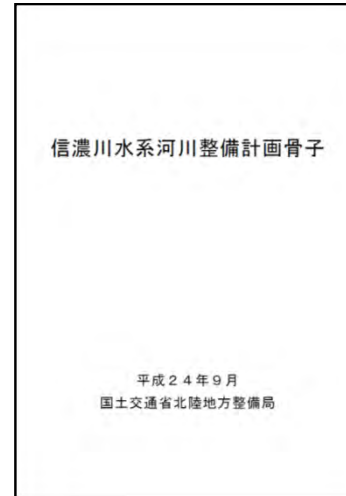 信濃川水系河川整備計画骨子
平成２４年９月
国土交通省北陸地方整備局